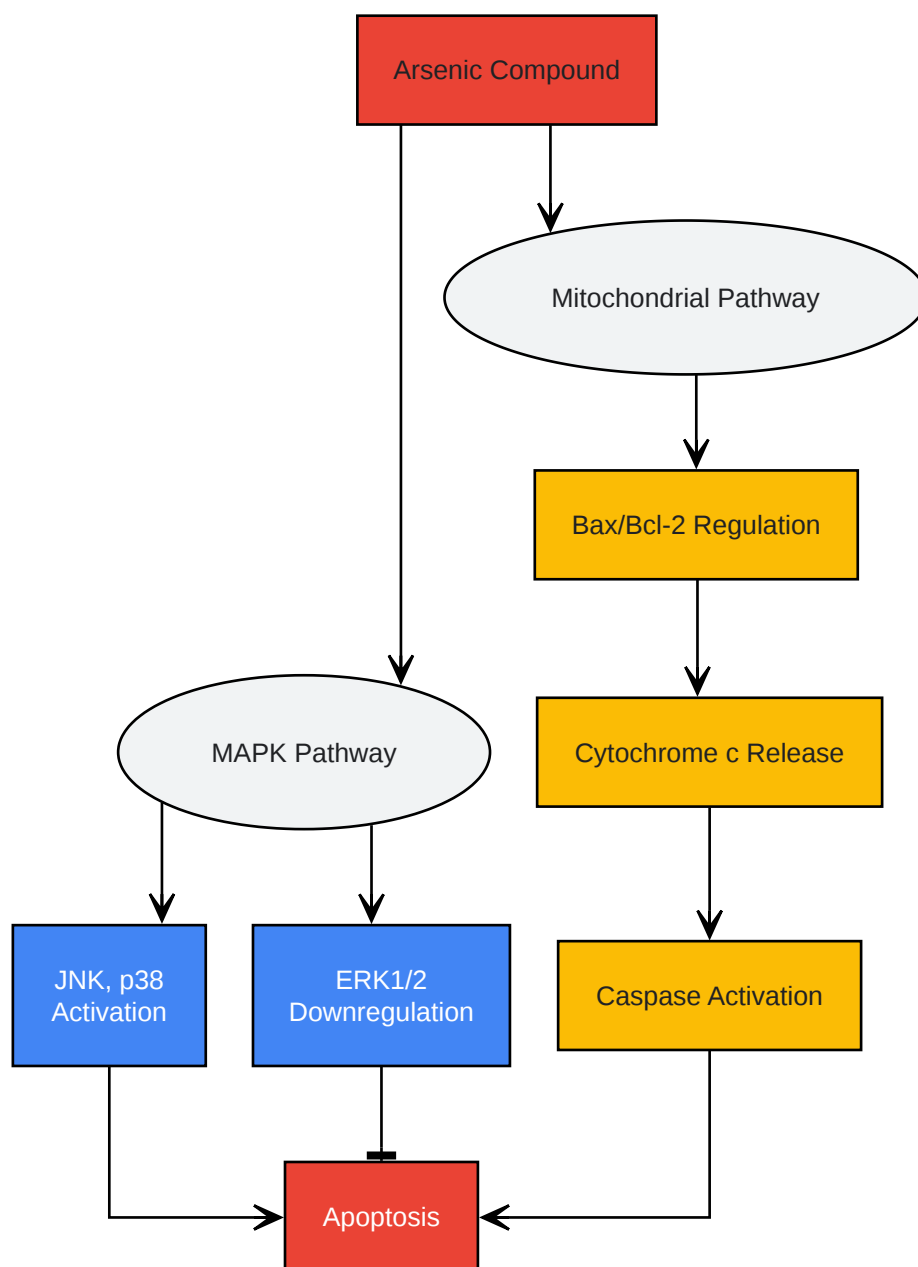 Arsenic Compound
Mitochondrial Pathway
Bax/Bcl-2 Regulation
MAPK Pathway
Cytochrome c Release
JNK, p38
Activation
ERK1/2
Downregulation
Caspase Activation
Apoptosis